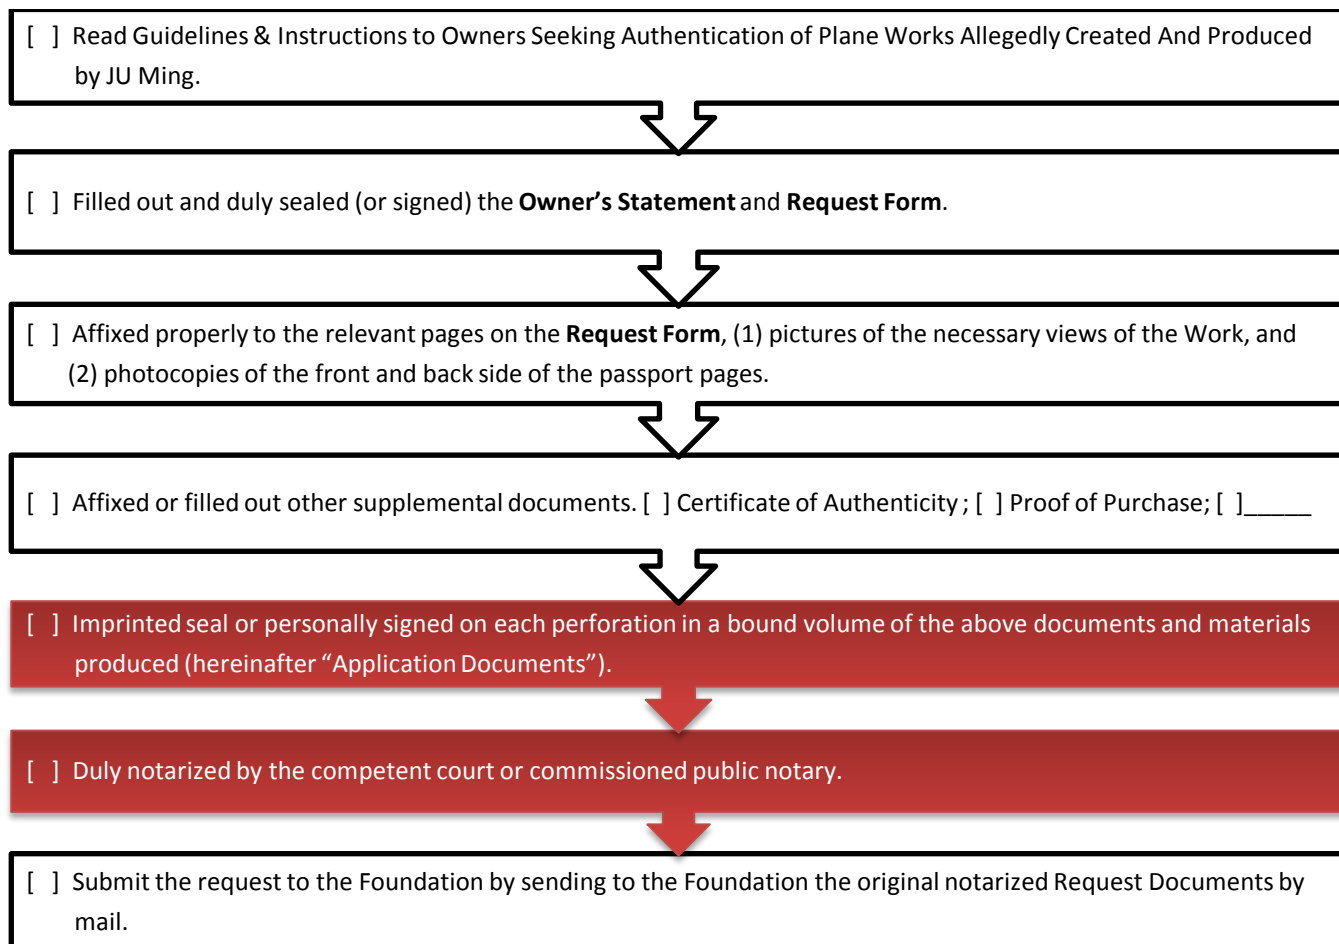 [ ] Read Guidelines & Instructions to Owners Seeking Authentication of Plane Works Allegedly Created And Produced
by JU Ming.
[ ] Filled out and duly sealed (or signed) the Owner’s Statement and Request Form.
[ ] Affixed properly to the relevant pages on the Request Form, (1) pictures of the necessary views of the Work, and
(2) photocopies of the front and back side of the passport pages.
[ ] Affixed or filled out other supplemental documents. [ ] Certificate of Authenticity ; [ ] Proof of Purchase; [ ]_____
[ ] Imprinted seal or personally signed on each perforation in a bound volume of the above documents and materials
produced (hereinafter “Application Documents”).
[ ] Duly notarized by the competent court or commissioned public notary.
[ ] Submit the request to the Foundation by sending to the Foundation the original notarized Request Documents by
mail.